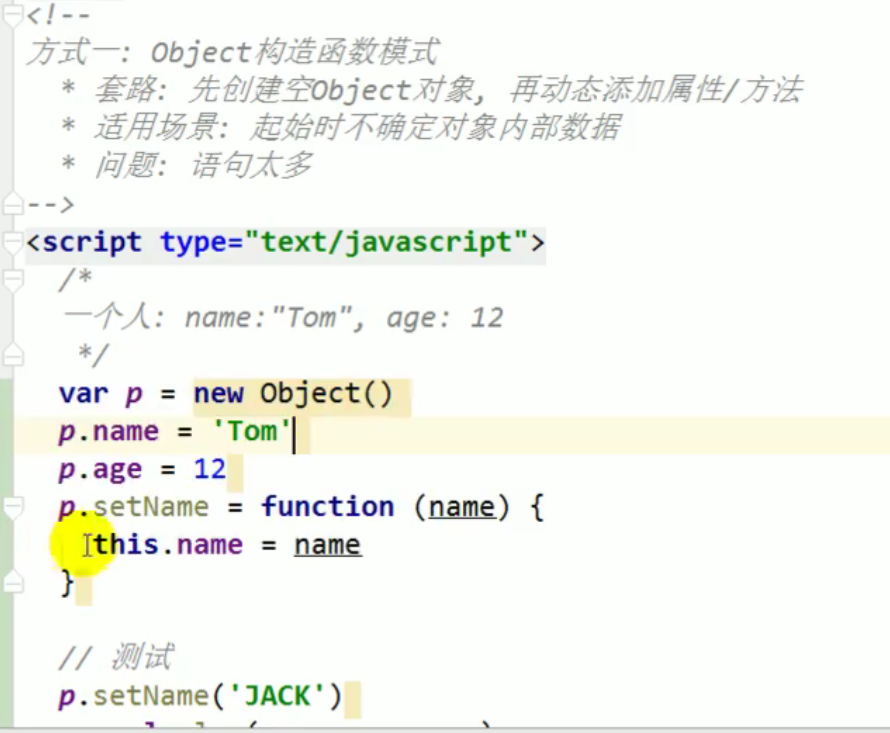 <!--
方式一: Object构造函数模式
* 套路: 先创建空Object对象, 再动态添加属性/方法
* 适用场景: 起始时不确定对象内部数据
* 问题: 语句太多
-->
<script type="text/javascript">
/*
一个人: name:"Tom", age: 12
*/
var p = new Object()
p.name = 'Tom'
p.age = 12
p.setName = function (name) {
this.name = name
}
// 测试
p.setName('JACK')